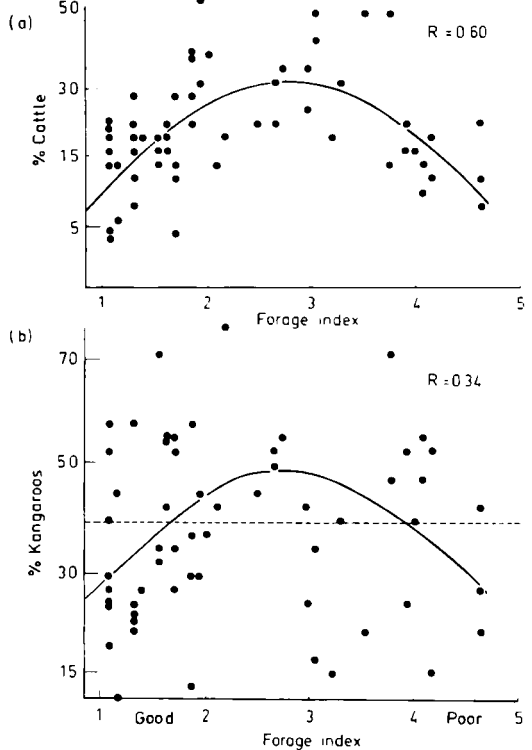 (a)
50
30
15
5
% Cattle
R = 0.60
1 2 3 4 5
Forage index
(b)
70
50
30
15
% Kangaroos
R = 0.34
1 2 3 4 5
Good Poor
Forage index